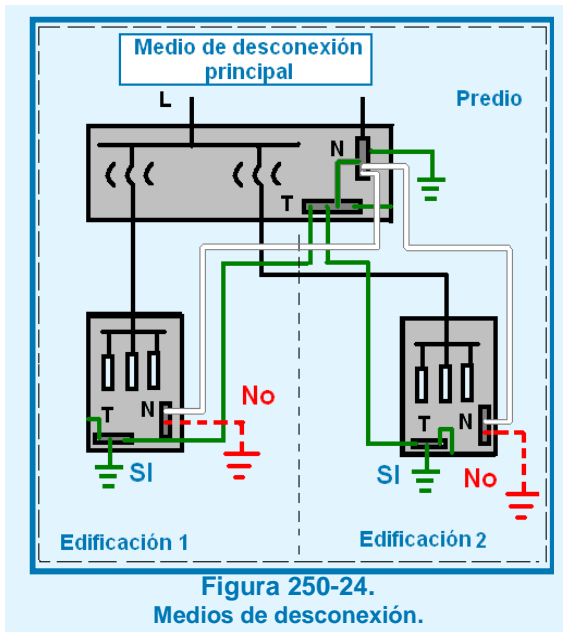 Medio de desconexión
principal
L
Predio
N
T
No
T
N
SI
T
N
SI
No
Edificación 1
Edificación 2
Figura 250-24.
Medios de desconexión.